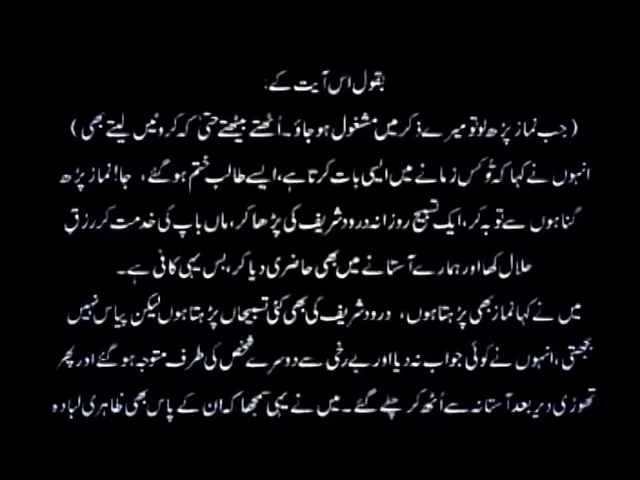 بقول اس آیت کے:
(جب نماز پڑھ لو تو میرے ذکر میں مشغول ہو جاؤ۔ اُٹھتے بیٹھتے حتیٰ کہ کروٹیں لیتے بھی)
انہوں نے کہا کہ تُو کس زمانے میں ایسی بات کرتا ہے، ایسے طالب ختم ہو گئے، جا! نماز پڑھ
گناہوں سے توبہ کر، ایک تسبیح روزانہ درود شریف کی پڑھا کر، ماں باپ کی خدمت کر رزقِ
حلال کھا اور ہمارے آستانے میں بھی حاضری دیا کر، بس یہی کافی ہے۔
میں نے کہا نماز بھی پڑہتا ہوں، درود شریف کی بھی کئی تسبیحاں پڑہتا ہوں لیکن پیاس نہیں
بجھتی، انہوں نے کوئی جواب نہ دیا اور بے رخی سے دوسرے شخص کی طرف متوجہ ہو گئے اور پھر
تھوڑی دیر بعد آستانہ سے اُٹھ کر چلے گئے۔ میں نے یہی سمجھا کہ ان کے پاس بھی ظاہری لبادہ